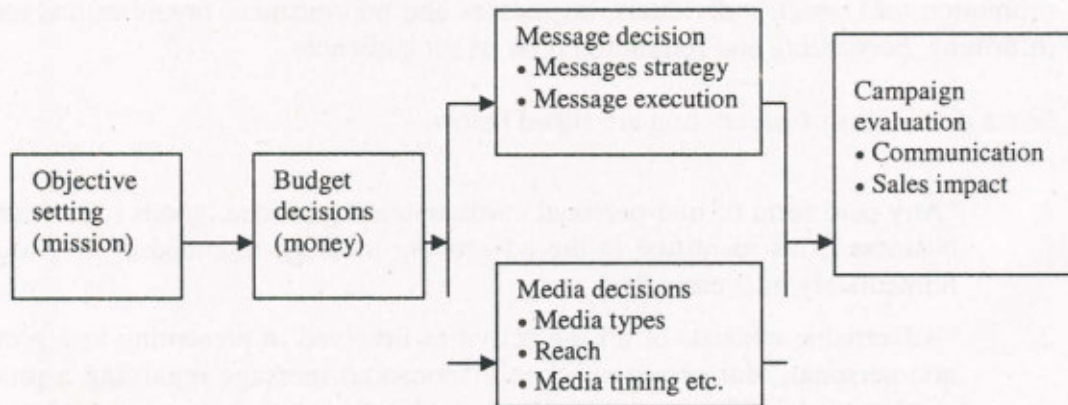 Message decision
• Messages strategy
• Message execution
Objective
setting
(mission)
Budget
decisions
(money)
Media decisions
• Media types
• Reach
• Media timing etc.
Campaign
evaluation
• Communication
• Sales impact